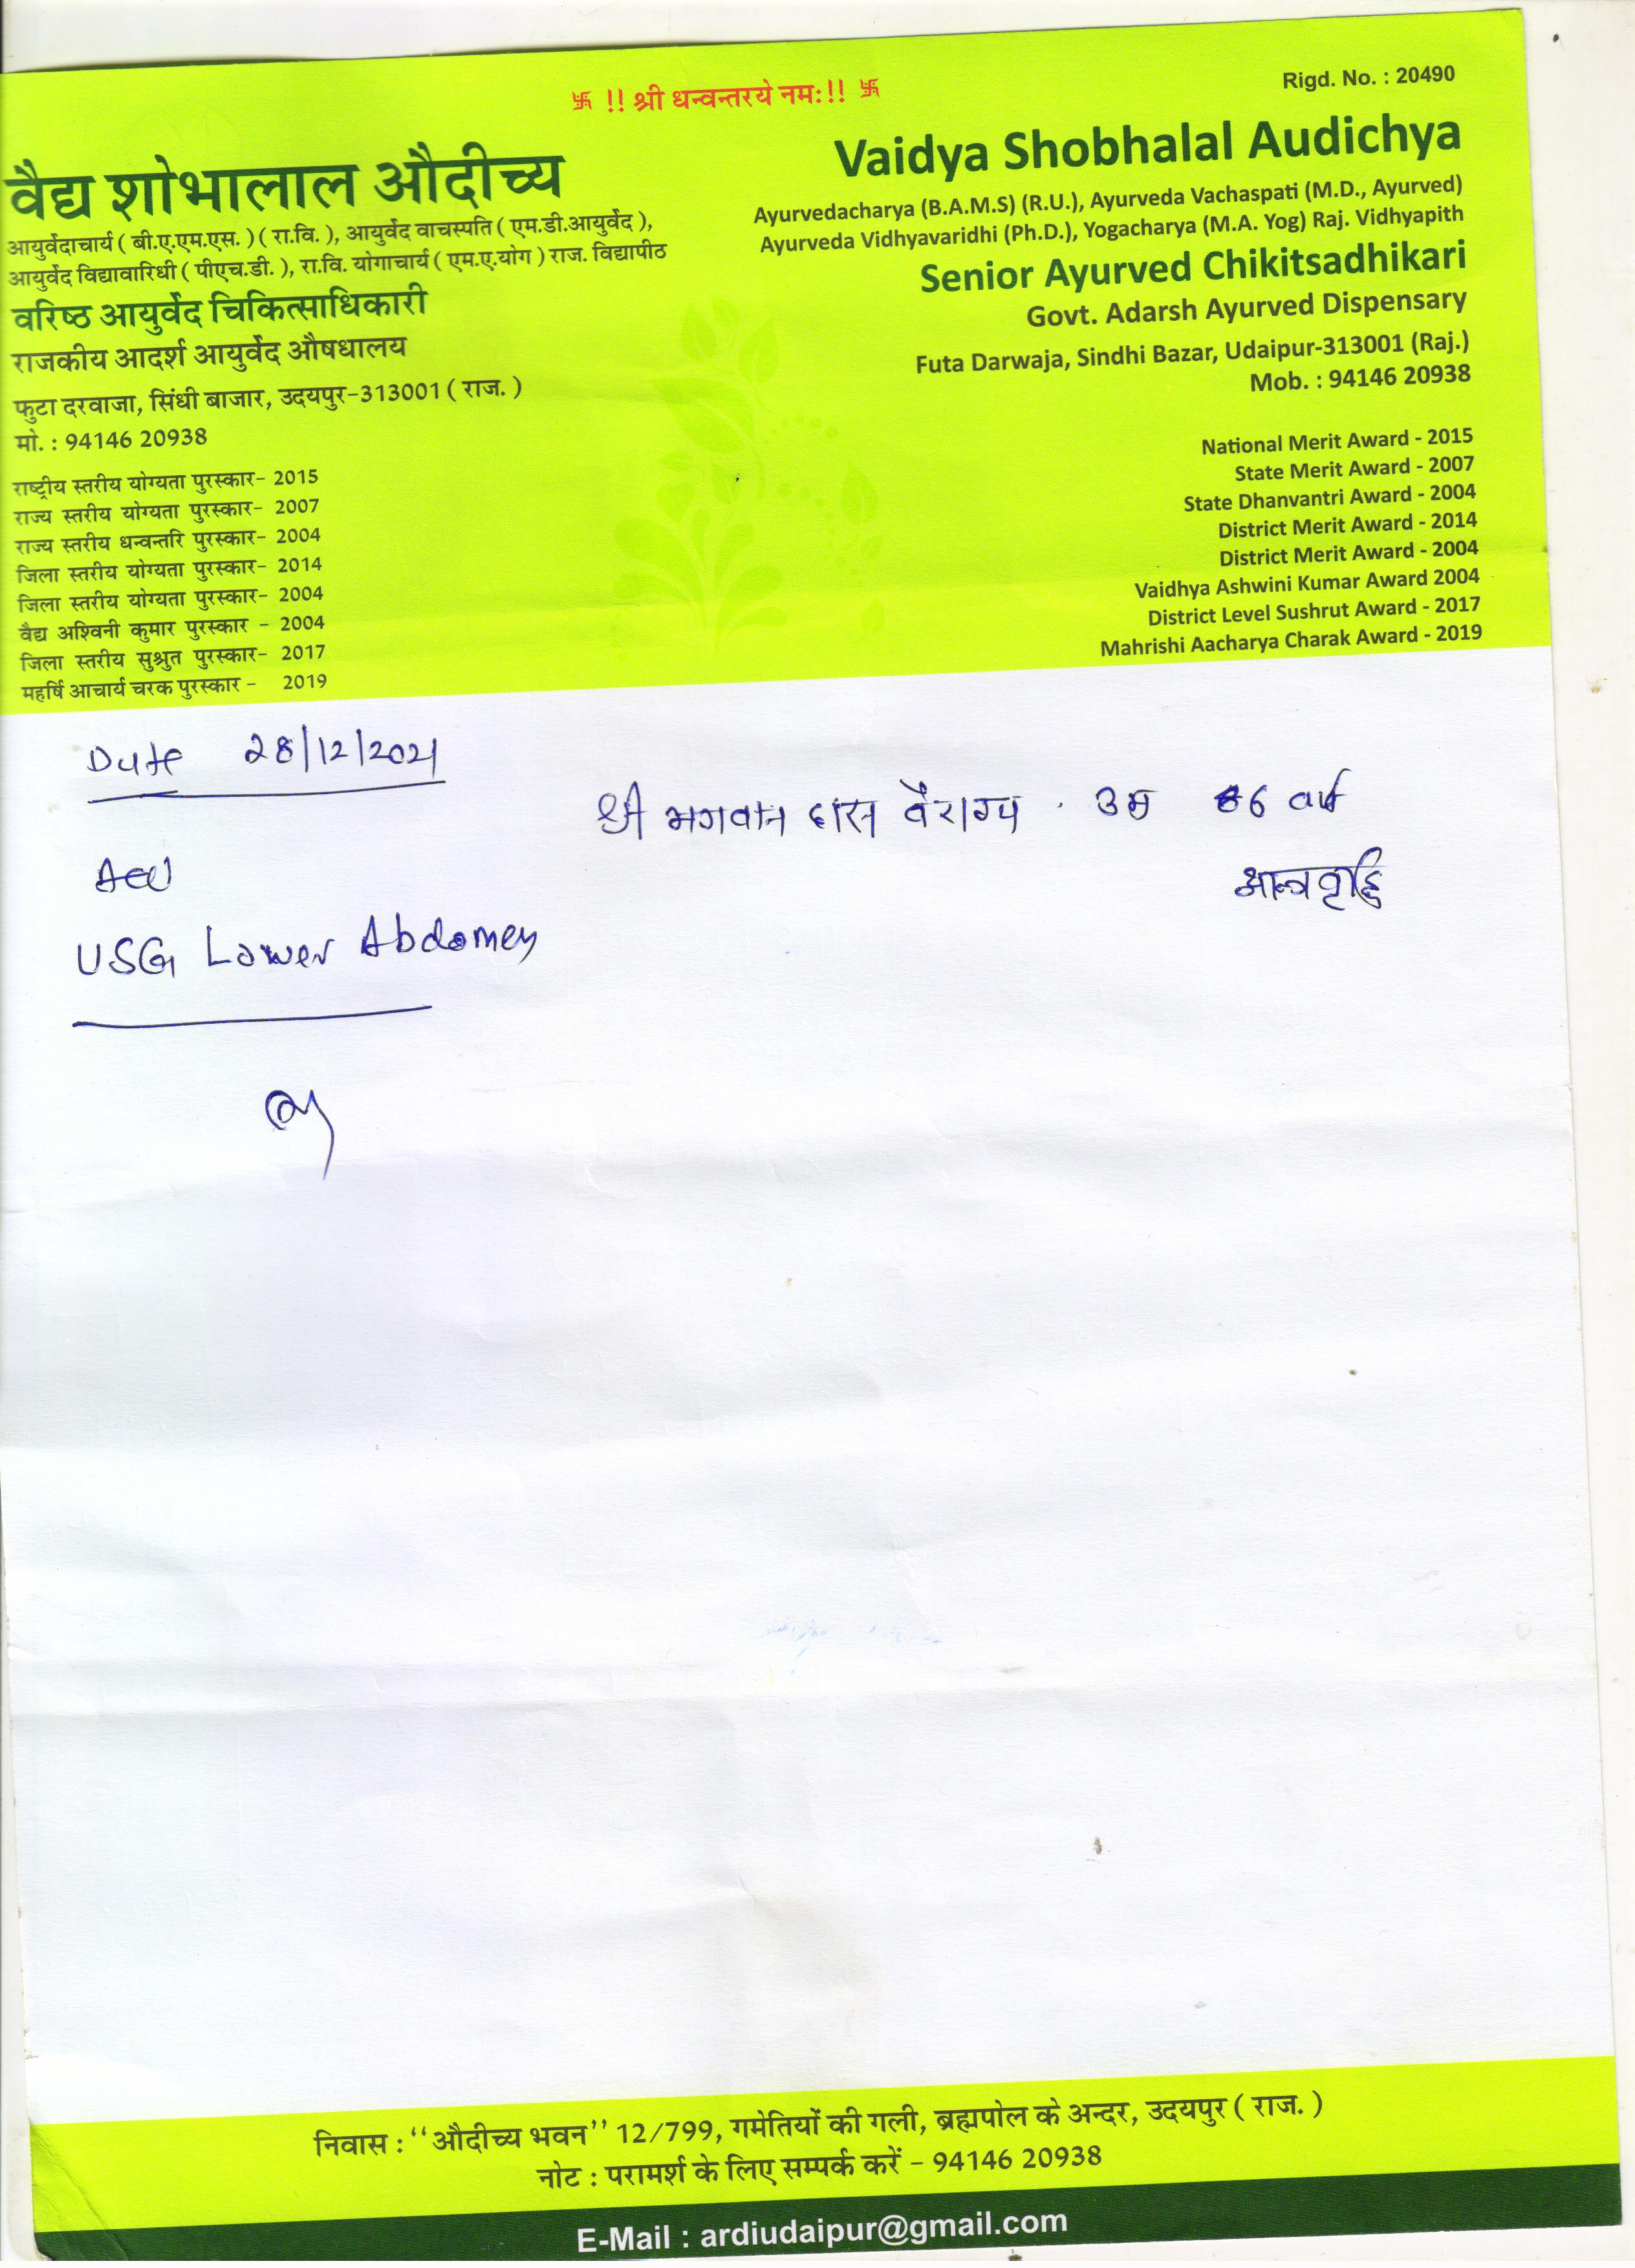 卐 !! श्री धन्वन्तरये नमः!! 卐
Rigd. No. : 20490
वैद्य शोभालाल औदीच्य
आयुर्वेदाचार्य ( बी.ए.एम.एस. ) ( रा.वि. ), आयुर्वेद वाचस्पति ( एम.डी.आयुर्वेद ),
आयुर्वेद विद्यावारिधी ( पीएच.डी. ), रा.वि. योगाचार्य ( एम.ए.योग ) राज. विद्यापीठ
वरिष्ठ आयुर्वेद चिकित्साधिकारी
राजकीय आदर्श आयुर्वेद औषधालय
फुटा दरवाजा, सिंधी बाजार, उदयपुर-313001 ( राज. )
मो. : 94146 20938
राष्ट्रीय स्तरीय योग्यता पुरस्कार- 2015
राज्य स्तरीय योग्यता पुरस्कार- 2007
राज्य स्तरीय धन्वन्तरि पुरस्कार- 2004
जिला स्तरीय योग्यता पुरस्कार- 2014
जिला स्तरीय योग्यता पुरस्कार- 2004
वैद्य अश्विनी कुमार पुरस्कार - 2004
जिला स्तरीय सुश्रुत पुरस्कार- 2017
महर्षि आचार्य चरक पुरस्कार - 2019
Vaidya Shobhalal Audichya
Ayurvedacharya (B.A.M.S) (R.U.), Ayurveda Vachaspati (M.D., Ayurved)
Ayurveda Vidhyavaridhi (Ph.D.), Yogacharya (M.A. Yog) Raj. Vidhyapith
Senior Ayurved Chikitsadhikari
Govt. Adarsh Ayurved Dispensary
Futa Darwaja, Sindhi Bazar, Udaipur-313001 (Raj.)
Mob. : 94146 20938
National Merit Award - 2015
State Merit Award - 2007
State Dhanvantri Award - 2004
District Merit Award - 2014
District Merit Award - 2004
Vaidhya Ashwini Kumar Award 2004
District Level Sushrut Award - 2017
Mahrishi Aacharya Charak Award - 2019
Date 28/12/2021
श्री भगवान दास वैराग्य . उम्र वर्ष
आन्त्रवृद्धि
USG Lower Abdomen
निवास : ‘‘औदीच्य भवन’’ 12/799, गमेतियों की गली, ब्रह्मपोल के अन्दर, उदयपुर ( राज. )
नोट : परामर्श के लिए सम्पर्क करें - 94146 20938
E-Mail : ardiudaipur@gmail.com